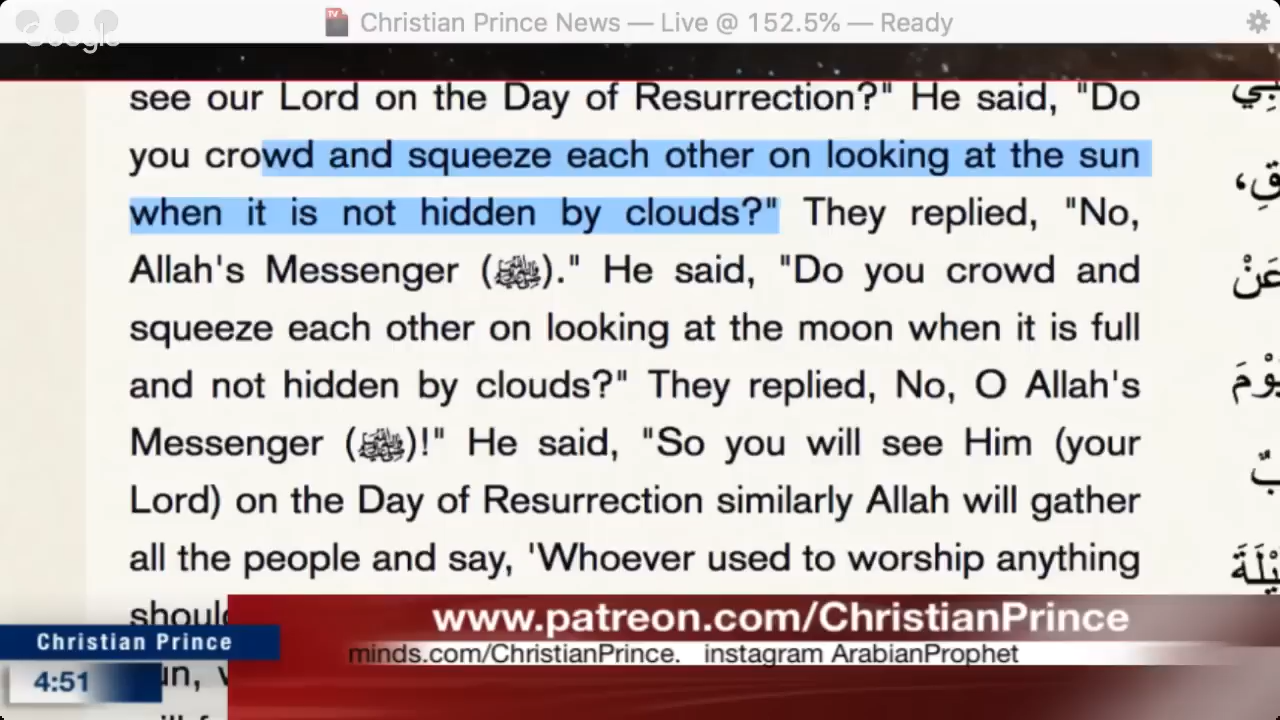 Christian Prince News — Live @ 152.5% — Ready
Google
see our Lord on the Day of Resurrection?" He said, "Do
you crowd and squeeze each other on looking at the sun
when it is not hidden by clouds?" They replied, "No,
Allah's Messenger (ﷺ)." He said, "Do you crowd and
squeeze each other on looking at the moon when it is full
and not hidden by clouds?" They replied, No, O Allah's
Messenger (ﷺ)!" He said, "So you will see Him (your
Lord) on the Day of Resurrection similarly Allah will gather
all the people and say, 'Whoever used to worship anything
www.patreon.com/ChristianPrince
Christian Prince
minds.com/ChristianPrince. instagram ArabianProphet
4:51
عَنْ